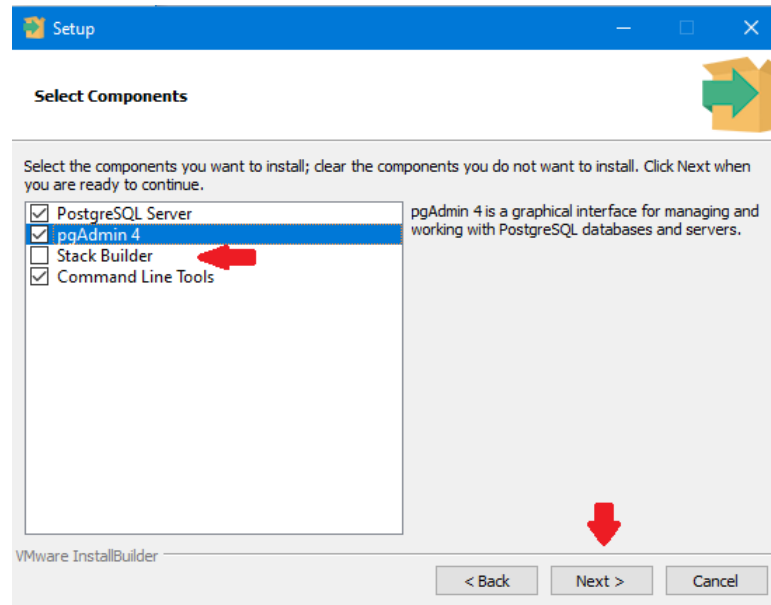 Setup
Select Components
Select the components you want to install; clear the components you do not want to install. Click Next when
you are ready to continue.
PostgreSQL Server
pgAdmin 4
Stack Builder
Command Line Tools
pgAdmin 4 is a graphical interface for managing and
working with PostgreSQL databases and servers.
VMware InstallBuilder
< Back
Next >
Cancel